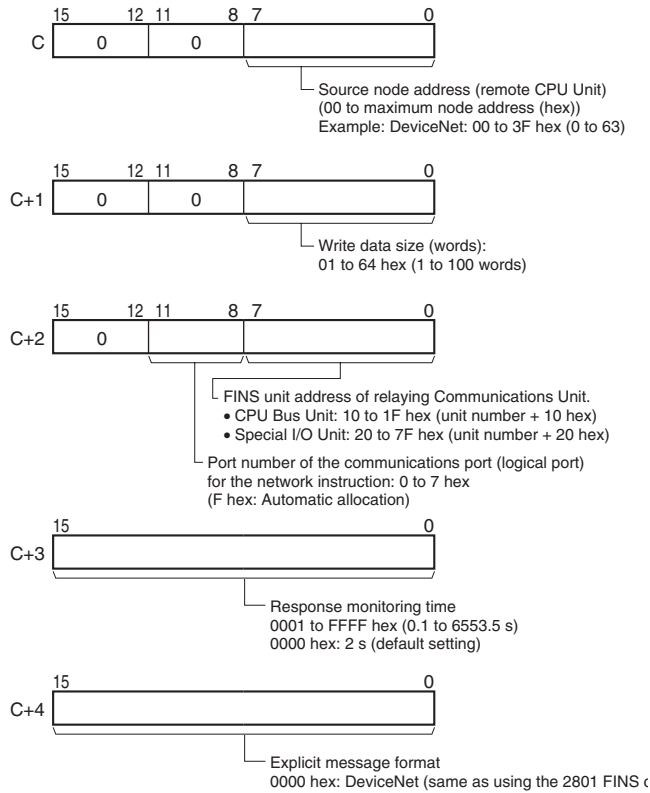 15 12 11 8 7 0
C 0 0
Source node address (remote CPU Unit)
(00 to maximum node address (hex))
Example: DeviceNet: 00 to 3F hex (0 to 63)
15 12 11 8 7 0
C+1 0 0
Write data size (words):
01 to 64 hex (1 to 100 words)
15 12 11 8 7 0
C+2 0
FINS unit address of relaying Communications Unit.
• CPU Bus Unit: 10 to 1F hex (unit number + 10 hex)
• Special I/O Unit: 20 to 7F hex (unit number + 20 hex)
Port number of the communications port (logical port)
for the network instruction: 0 to 7 hex
(F hex: Automatic allocation)
15 0
C+3
Response monitoring time
0001 to FFFF hex (0.1 to 6553.5 s)
0000 hex: 2 s (default setting)
15 0
C+4
Explicit message format
0000 hex: DeviceNet (same as using the 2801 FINS